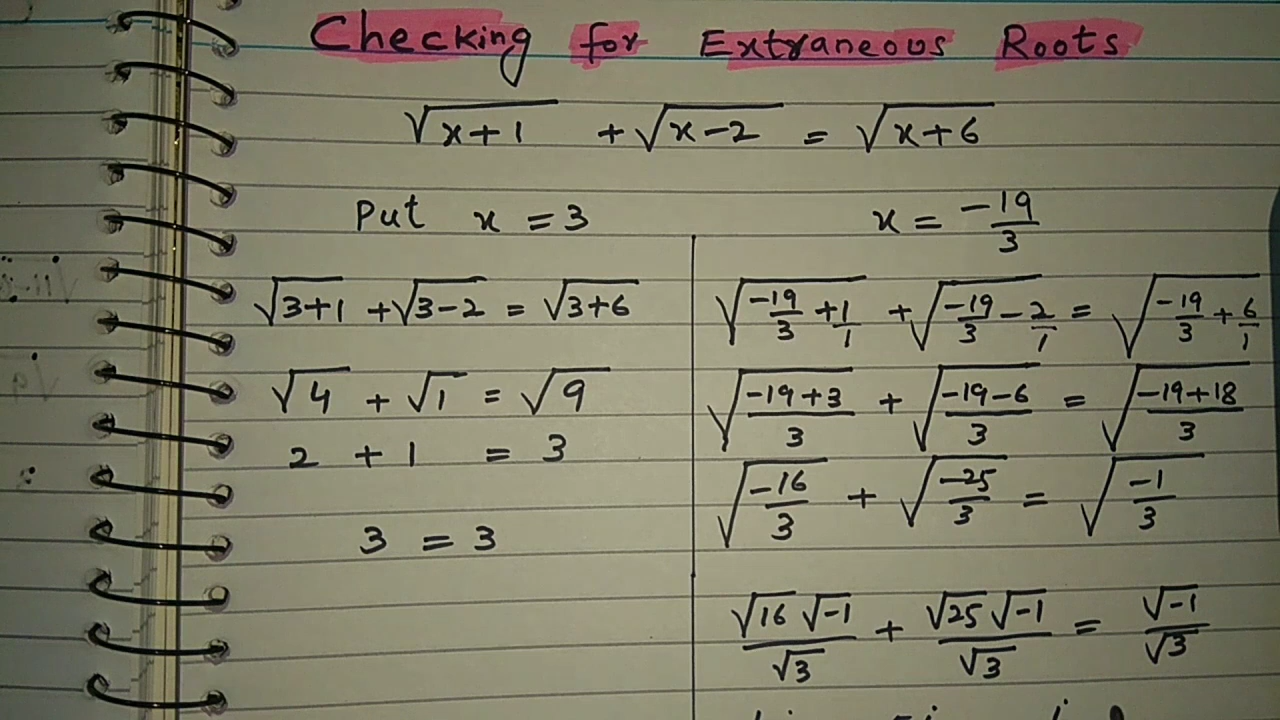 Checking for Extraneous Roots
√(x+1) + √(x-2) = √(x+6)
Put x = 3
√(3+1) + √(3-2) = √(3+6)
√4 + √1 = √9
2 + 1 = 3
3 = 3
x = -19/3
√(-19/3 + 1/1) + √(-19/3 - 2/1) = √(-19/3 + 6/1)
√((-19+3)/3) + √((-19-6)/3) = √((-19+18)/3)
√(-16/3) + √(-25/3) = √(-1/3)
√16 √-1 / √3 + √25 √-1 / √3 = √-1 / √3